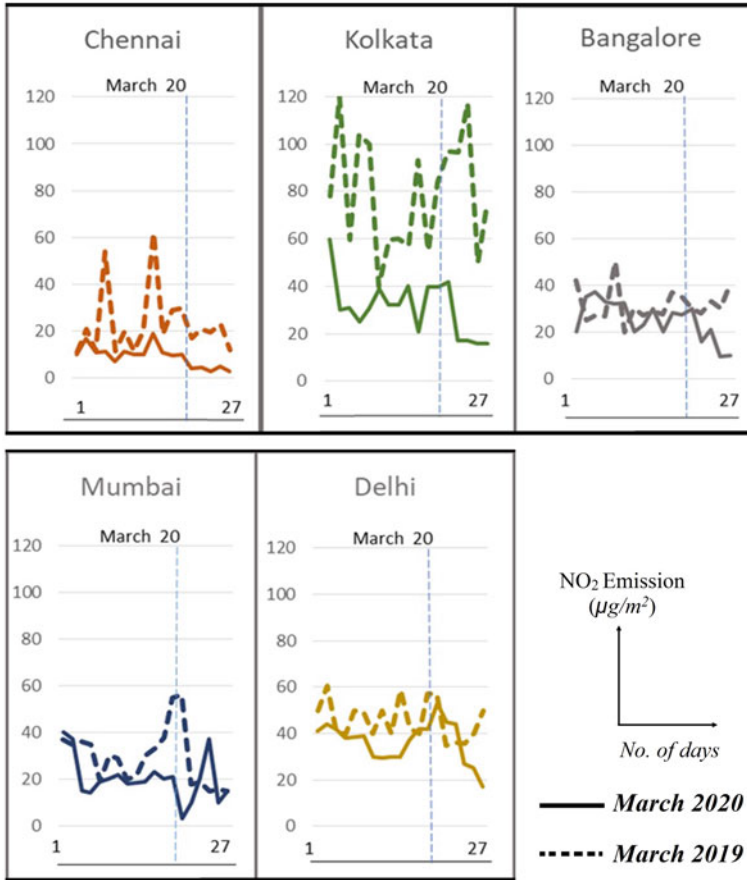 Chennai
March 20
120
100
80
60
40
20
0
1 27
Kolkata
March 20
120
100
80
60
40
20
0
1 27
Bangalore
March 20
120
100
80
60
40
20
0
1 27
Mumbai
March 20
120
100
80
60
40
20
0
1 27
Delhi
March 20
120
100
80
60
40
20
0
1 27
NO₂ Emission
(μg/m²)
No. of days
March 2020
March 2019